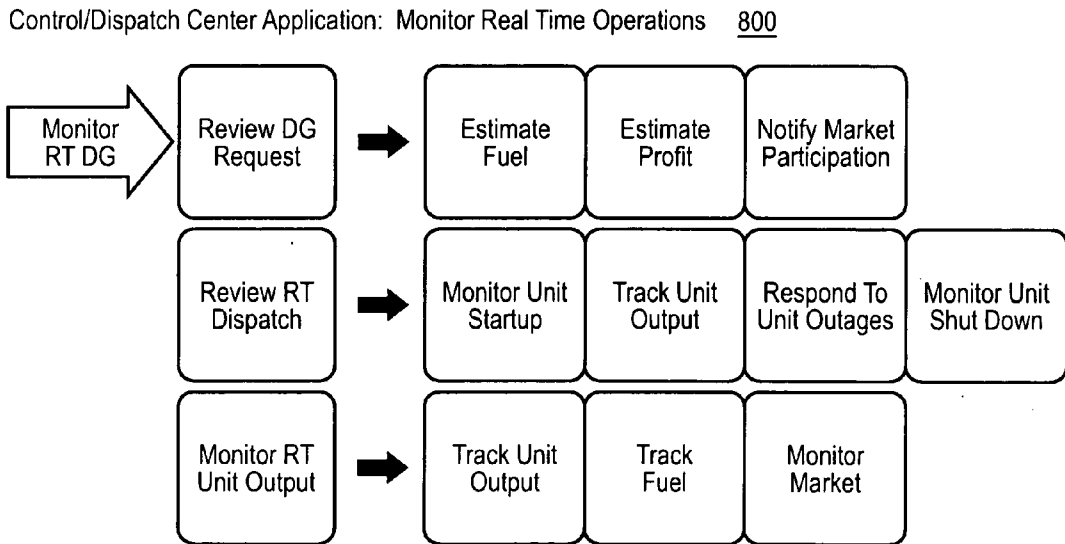 Control/Dispatch Center Application: Monitor Real Time Operations 800
Monitor
RT DG
Review DG
Request
Estimate
Fuel
Estimate
Profit
Notify Market
Participation
Review RT
Dispatch
Monitor Unit
Startup
Track Unit
Output
Respond To
Unit Outages
Monitor Unit
Shut Down
Monitor RT
Unit Output
Track Unit
Output
Track
Fuel
Monitor
Market